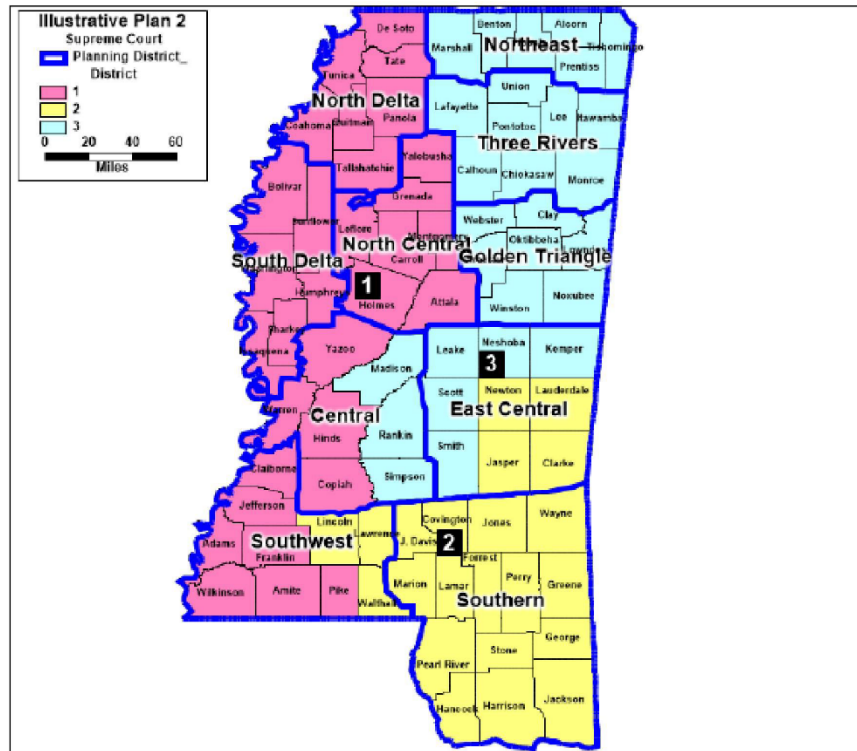 Illustrative Plan 2
Supreme Court
Planning District_
District
1
2
3
0 20 40 60
Miles
De Soto
Tate
Tunica
North Delta
Panola
Quitman
Coahoma
Tallahatchie
Benton
Alcorn
Marshall
Northeast
Tishomingo
Prentiss
Union
Lafayette
Lee
Itawamba
Pontotoc
Three Rivers
Calhoun
Chickasaw
Monroe
Yalobusha
Grenada
Bolivar
Sunflower
Leflore
Montgomery
North Central
Carroll
South Delta
Washington
Humphrey
1
Holmes
Attala
Sharkey
Issaquena
Webster
Clay
Oktibbeha
Lowndes
Golden Triangle
Winston
Noxubee
Yazoo
Madison
Leake
Neshoba
Kemper
3
Scott
Newton
Lauderdale
East Central
Warren
Central
Hinds
Rankin
Smith
Jasper
Clarke
Copiah
Simpson
Claiborne
Jefferson
Lincoln
Lawrence
Adams
Southwest
Franklin
Wilkinson
Amite
Pike
Walthall
Covington
Jones
Wayne
J. Davis
2
Forrest
Marion
Lamar
Perry
Greene
Southern
George
Stone
Pearl River
Hancock
Harrison
Jackson